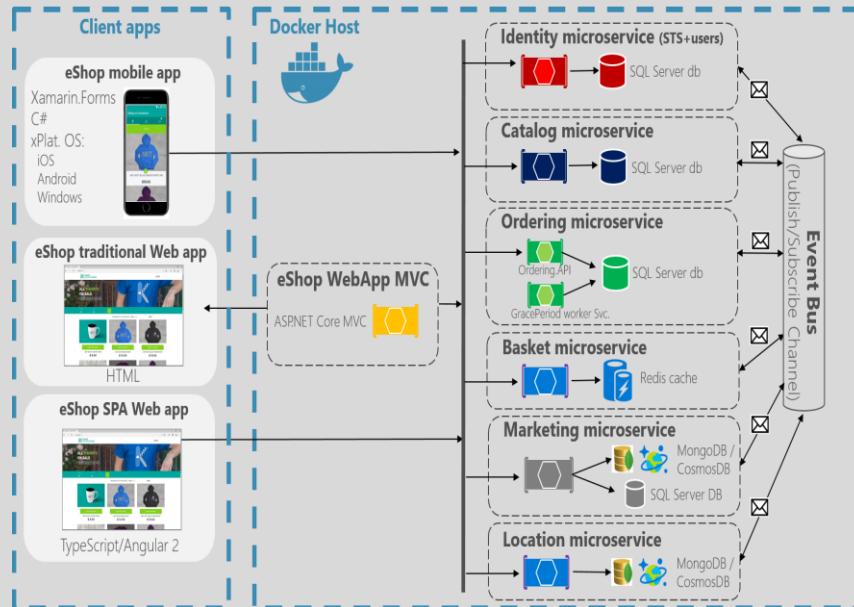 Client apps
eShop mobile app
Xamarin.Forms
C#
xPlat. OS:
iOS
Android
Windows
eShop traditional Web app
HTML
eShop SPA Web app
TypeScript/Angular 2
Docker Host
eShop WebApp MVC
ASP.NET Core MVC
Identity microservice (STS+users)
SQL Server db
Catalog microservice
SQL Server db
Ordering microservice
Ordering.API
SQL Server db
GracePeriod worker Svc.
Basket microservice
Redis cache
Marketing microservice
MongoDB /
CosmosDB
SQL Server DB
Location microservice
MongoDB /
CosmosDB
Event Bus
(Publish/Subscribe Channel)